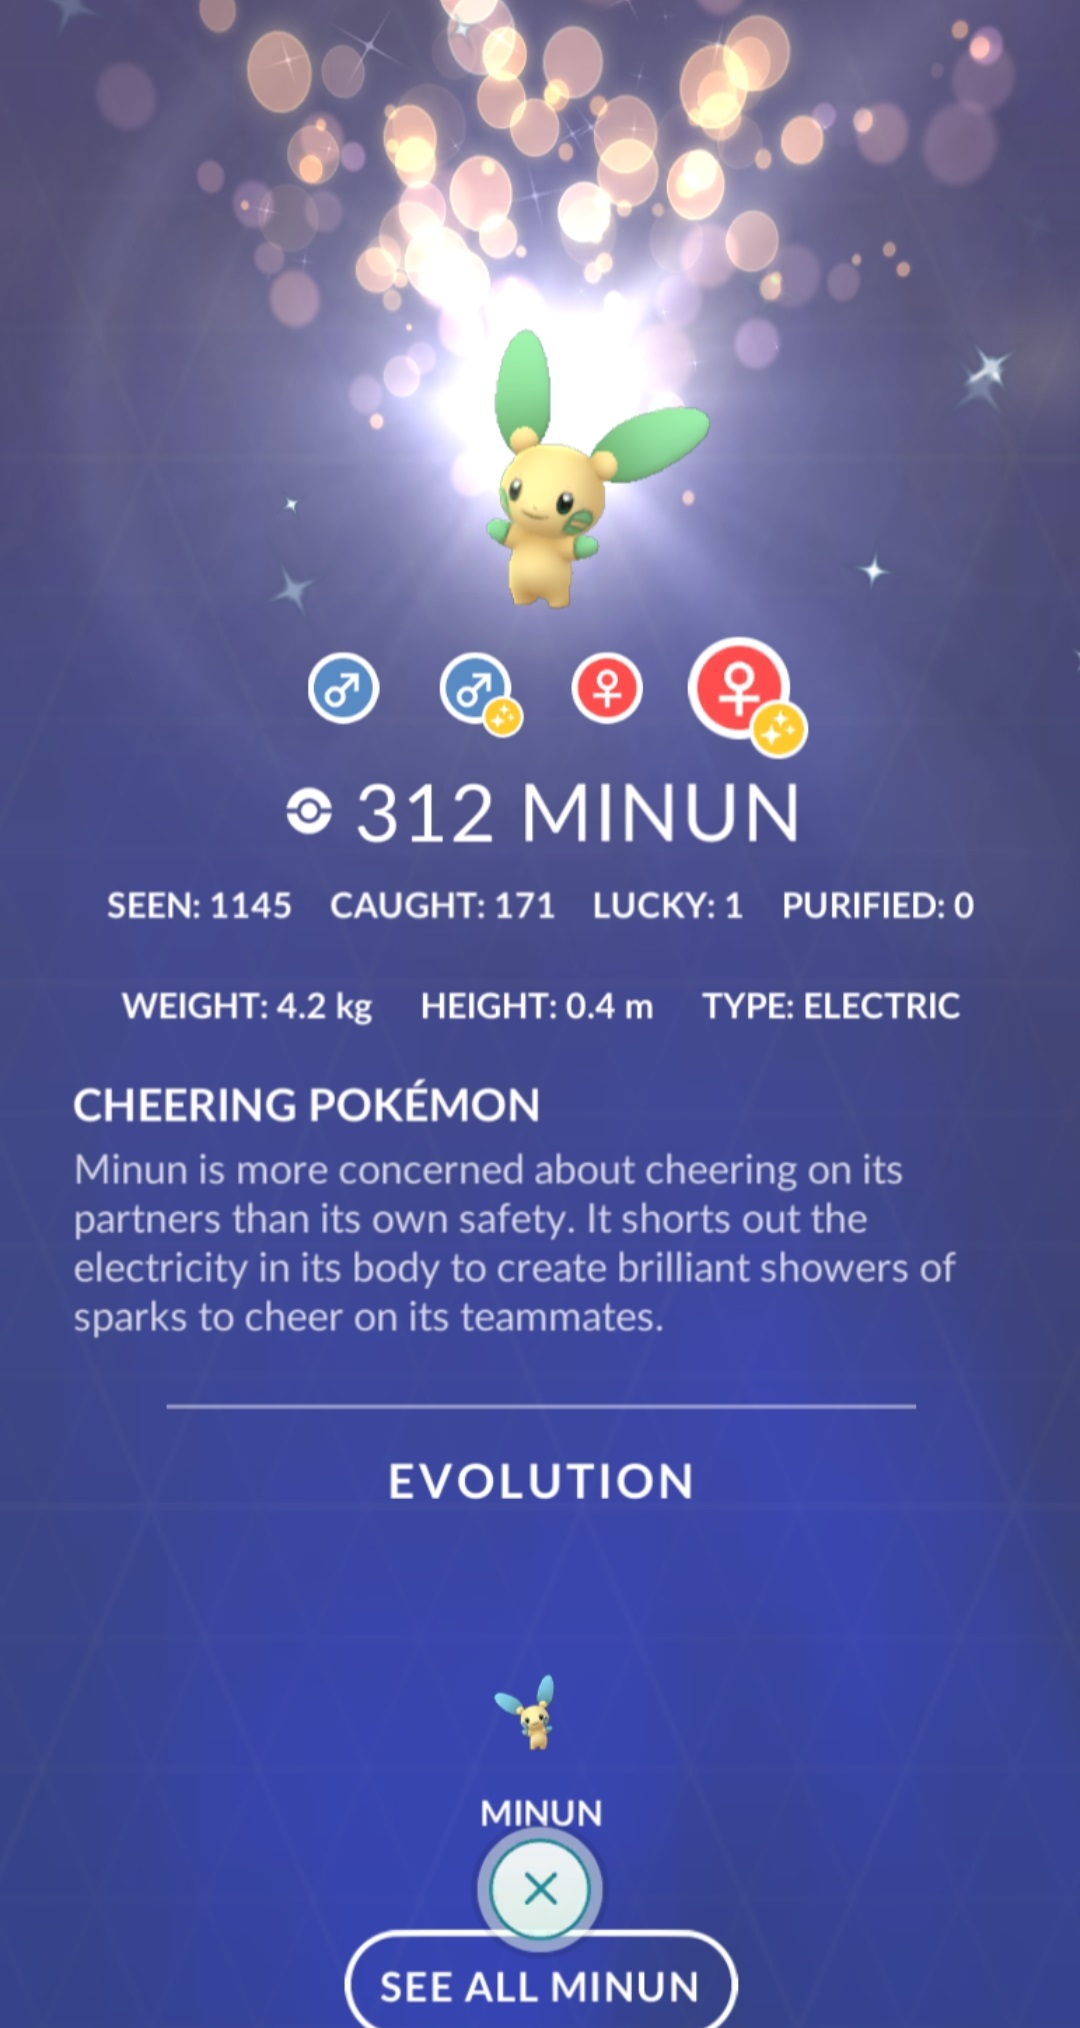 312 MINUN
SEEN: 1145 CAUGHT: 171 LUCKY: 1 PURIFIED: 0
WEIGHT: 4.2 kg HEIGHT: 0.4 m TYPE: ELECTRIC
CHEERING POKÉMON
Minun is more concerned about cheering on its
partners than its own safety. It shorts out the
electricity in its body to create brilliant showers of
sparks to cheer on its teammates.
EVOLUTION
MINUN
SEE ALL MINUN